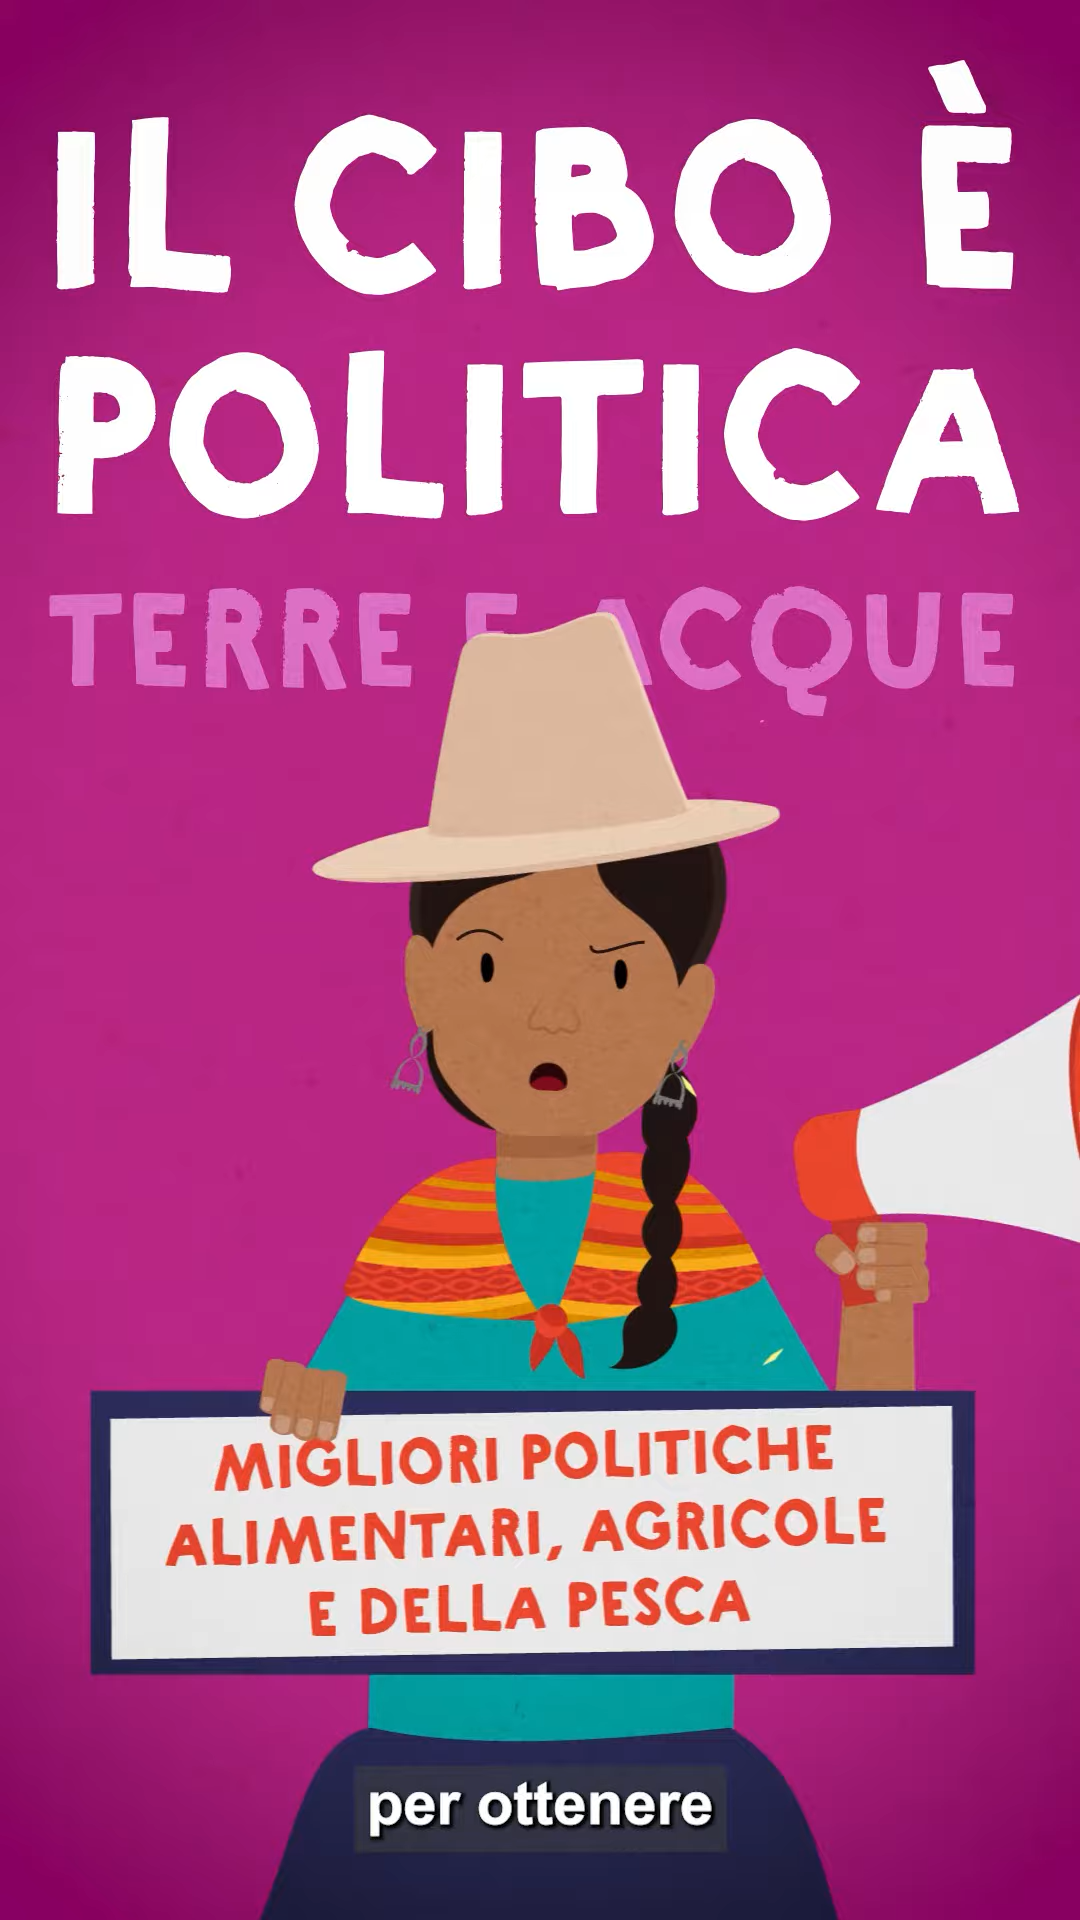 IL CIBO È
POLITICA
TERRE E ACQUE
MIGLIORI POLITICHE
ALIMENTARI, AGRICOLE
E DELLA PESCA
per ottenere